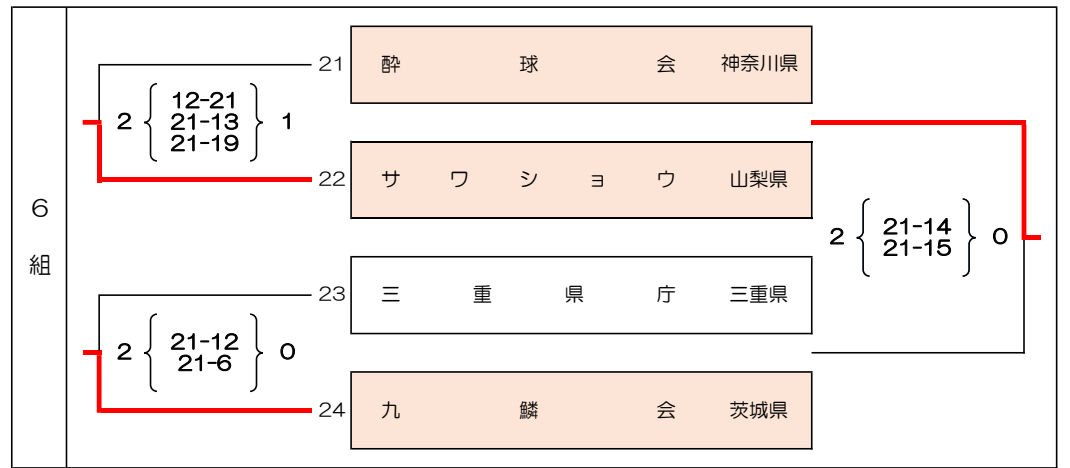 6
組
21 酔球会 神奈川県
2 { 12-21 } 1
21-13
21-19
22 サワショウ 山梨県
2 { 21-14 } 0
21-15
23 三重県庁 三重県
2 { 21-12 } 0
21-6
24 九鱗会 茨城県